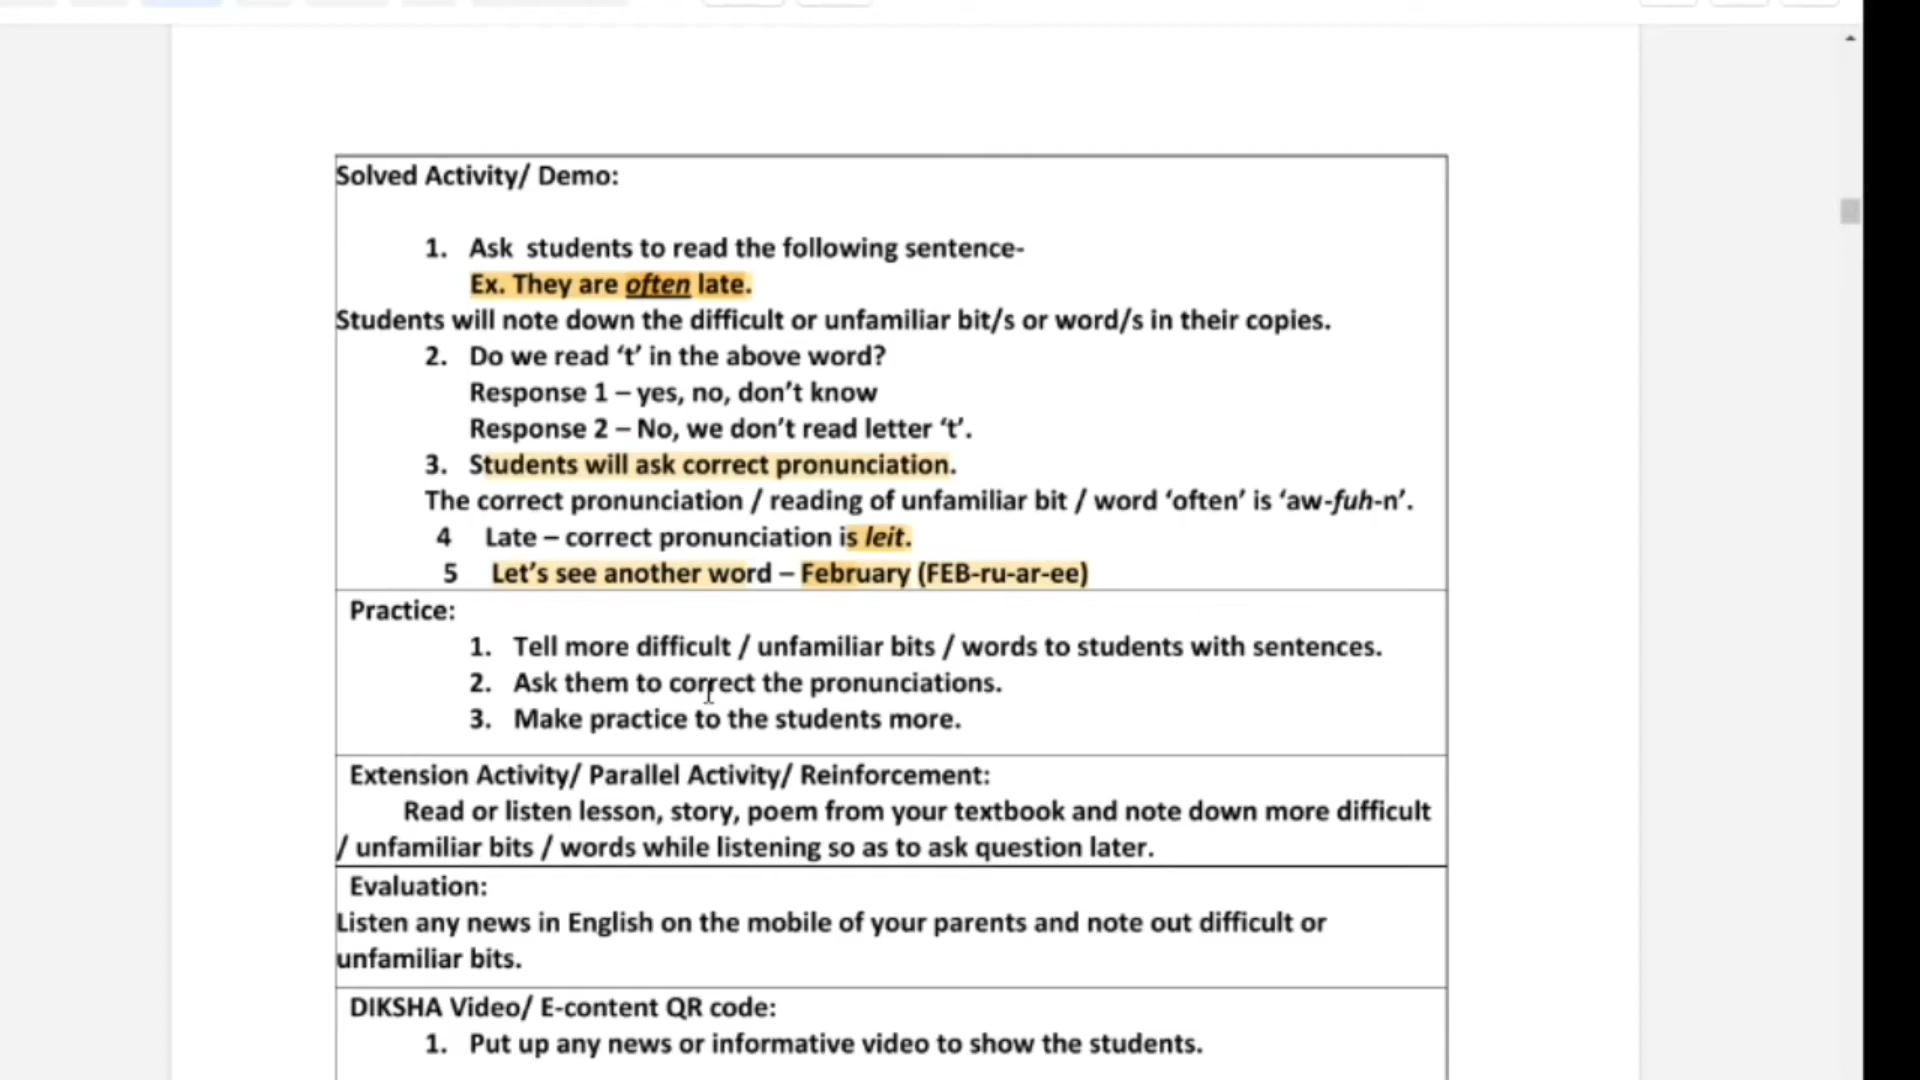 Solved Activity/ Demo:
1. Ask students to read the following sentence-
Ex. They are often late.
Students will note down the difficult or unfamiliar bit/s or word/s in their copies.
2. Do we read ‘t’ in the above word?
Response 1 – yes, no, don’t know
Response 2 – No, we don’t read letter ‘t’.
3. Students will ask correct pronunciation.
The correct pronunciation / reading of unfamiliar bit / word ‘often’ is ‘aw-fuh-n’.
4 Late – correct pronunciation is leit.
5 Let’s see another word – February (FEB-ru-ar-ee)
Practice:
1. Tell more difficult / unfamiliar bits / words to students with sentences.
2. Ask them to correct the pronunciations.
3. Make practice to the students more.
Extension Activity/ Parallel Activity/ Reinforcement:
Read or listen lesson, story, poem from your textbook and note down more difficult
/ unfamiliar bits / words while listening so as to ask question later.
Evaluation:
Listen any news in English on the mobile of your parents and note out difficult or
unfamiliar bits.
DIKSHA Video/ E-content QR code:
1. Put up any news or informative video to show the students.